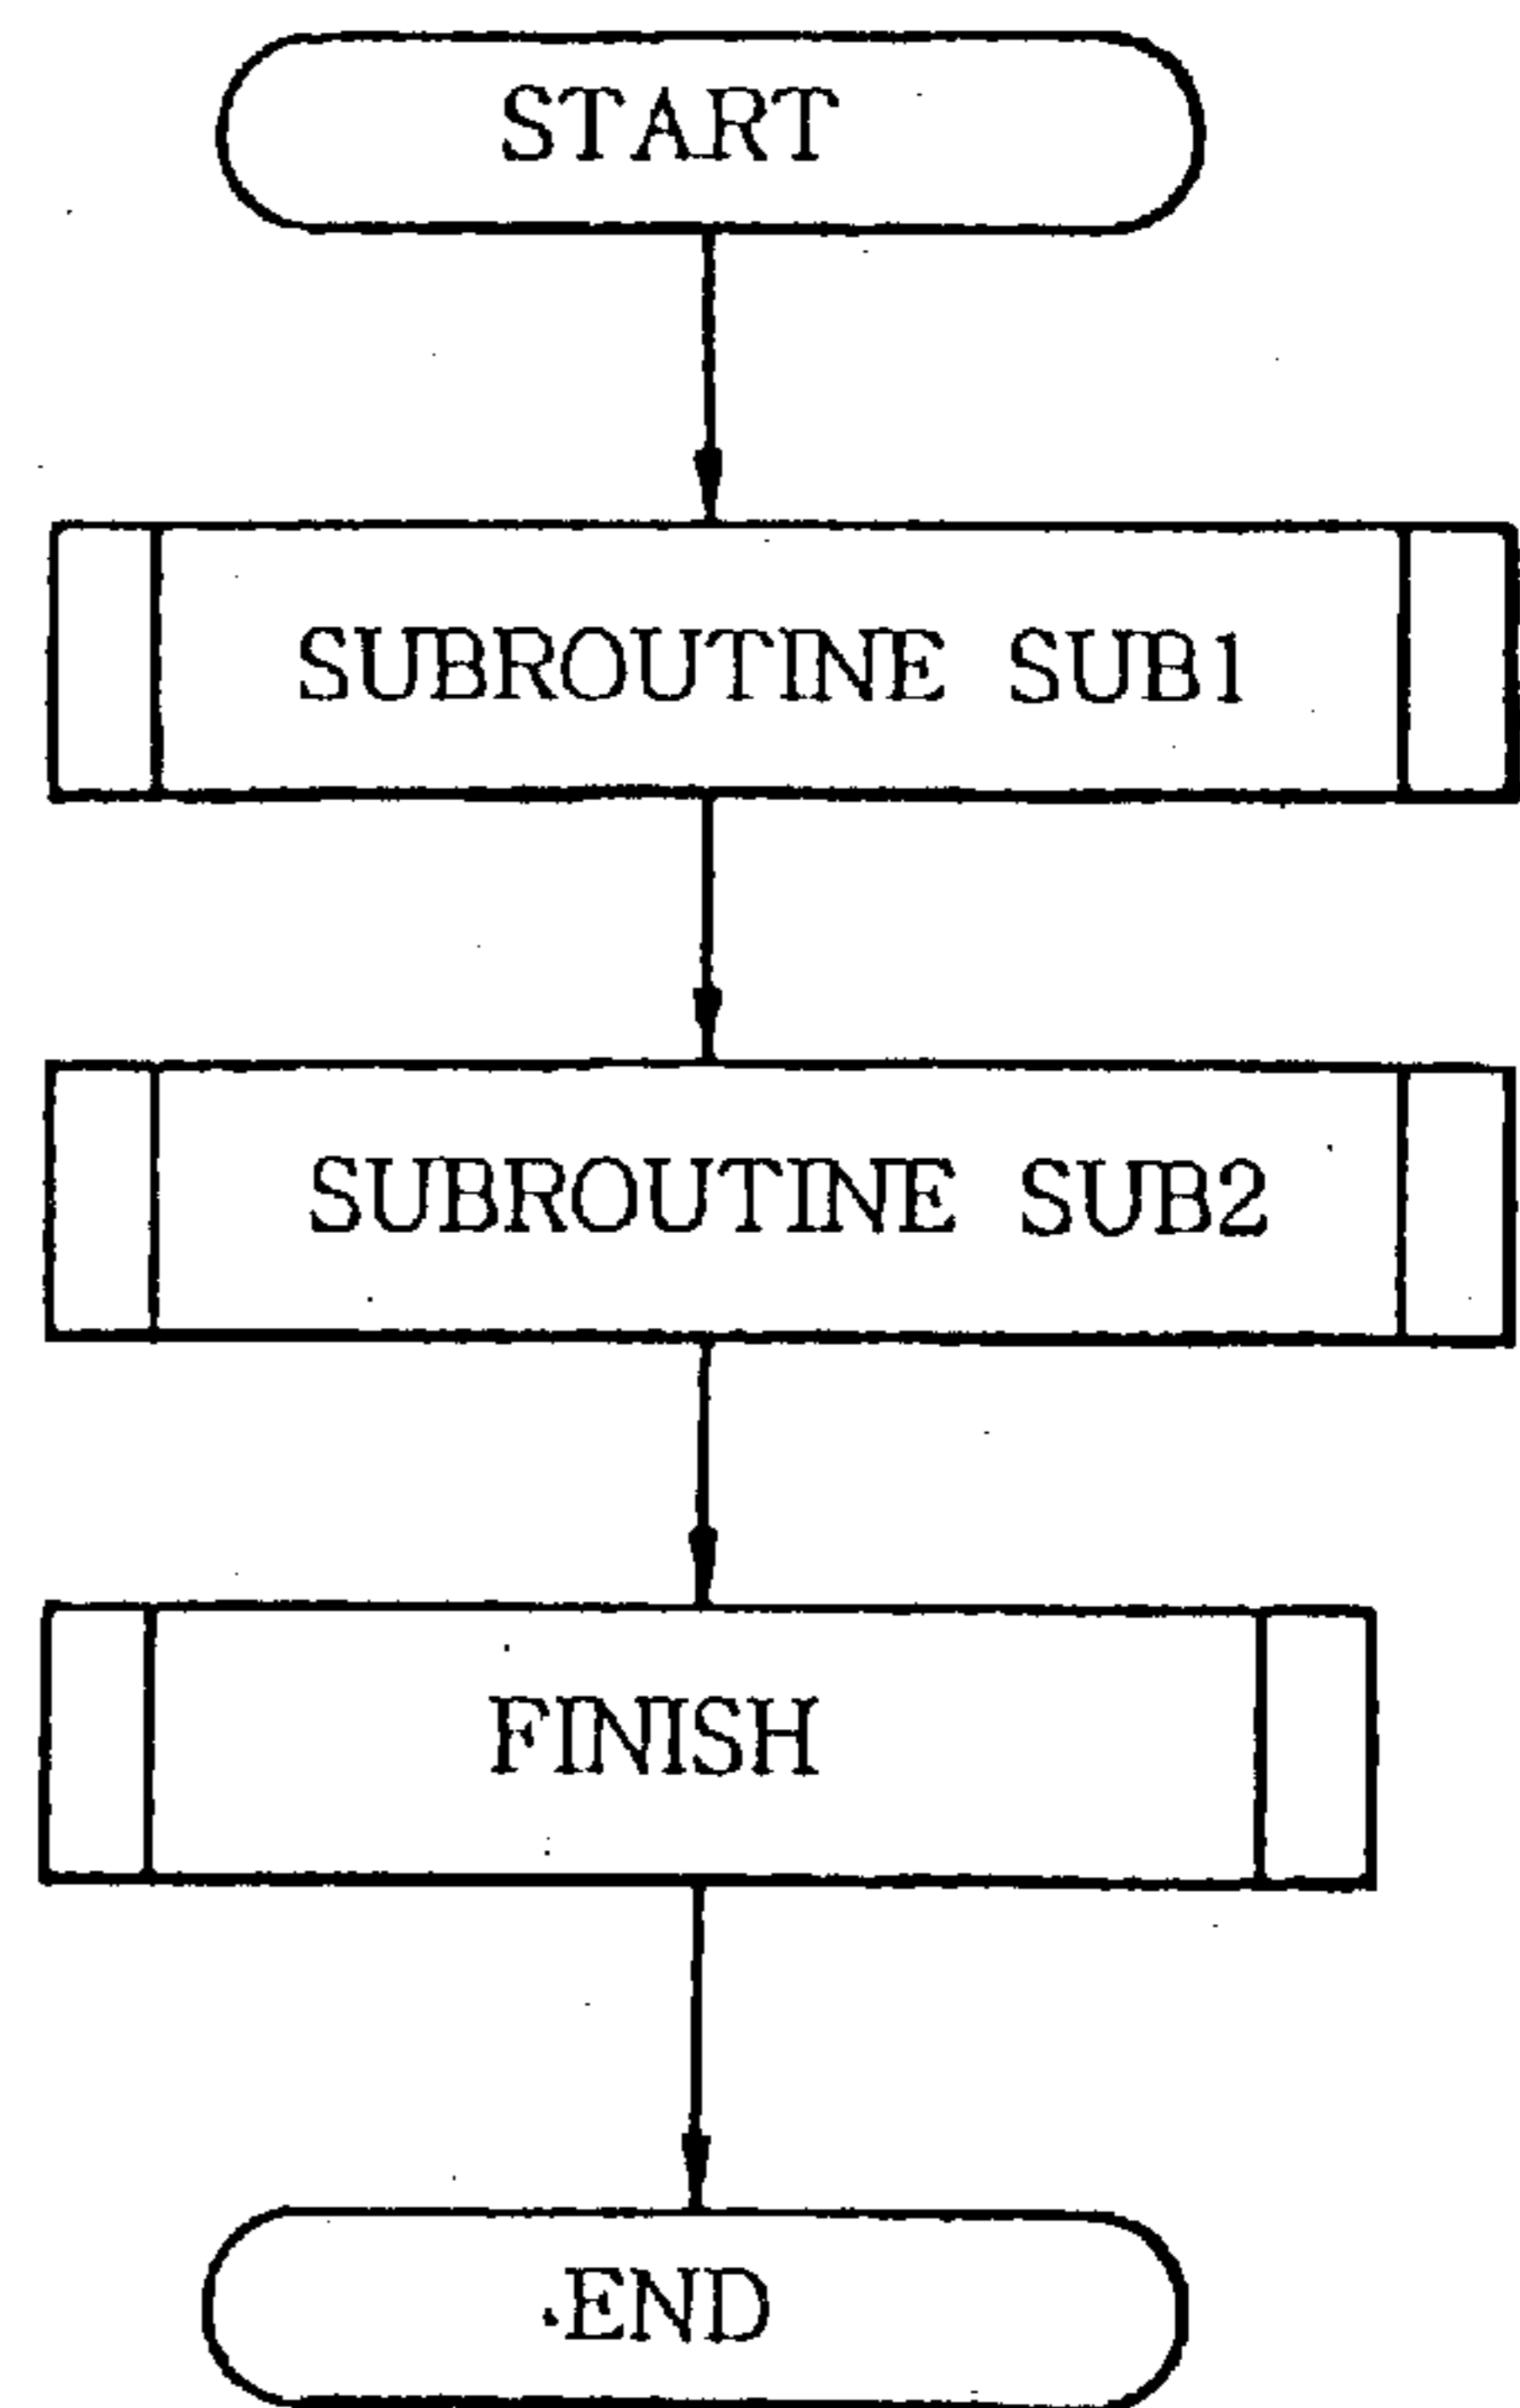 START
SUBROUTINE SUB1
SUBROUTINE SUB2
FINISH
END